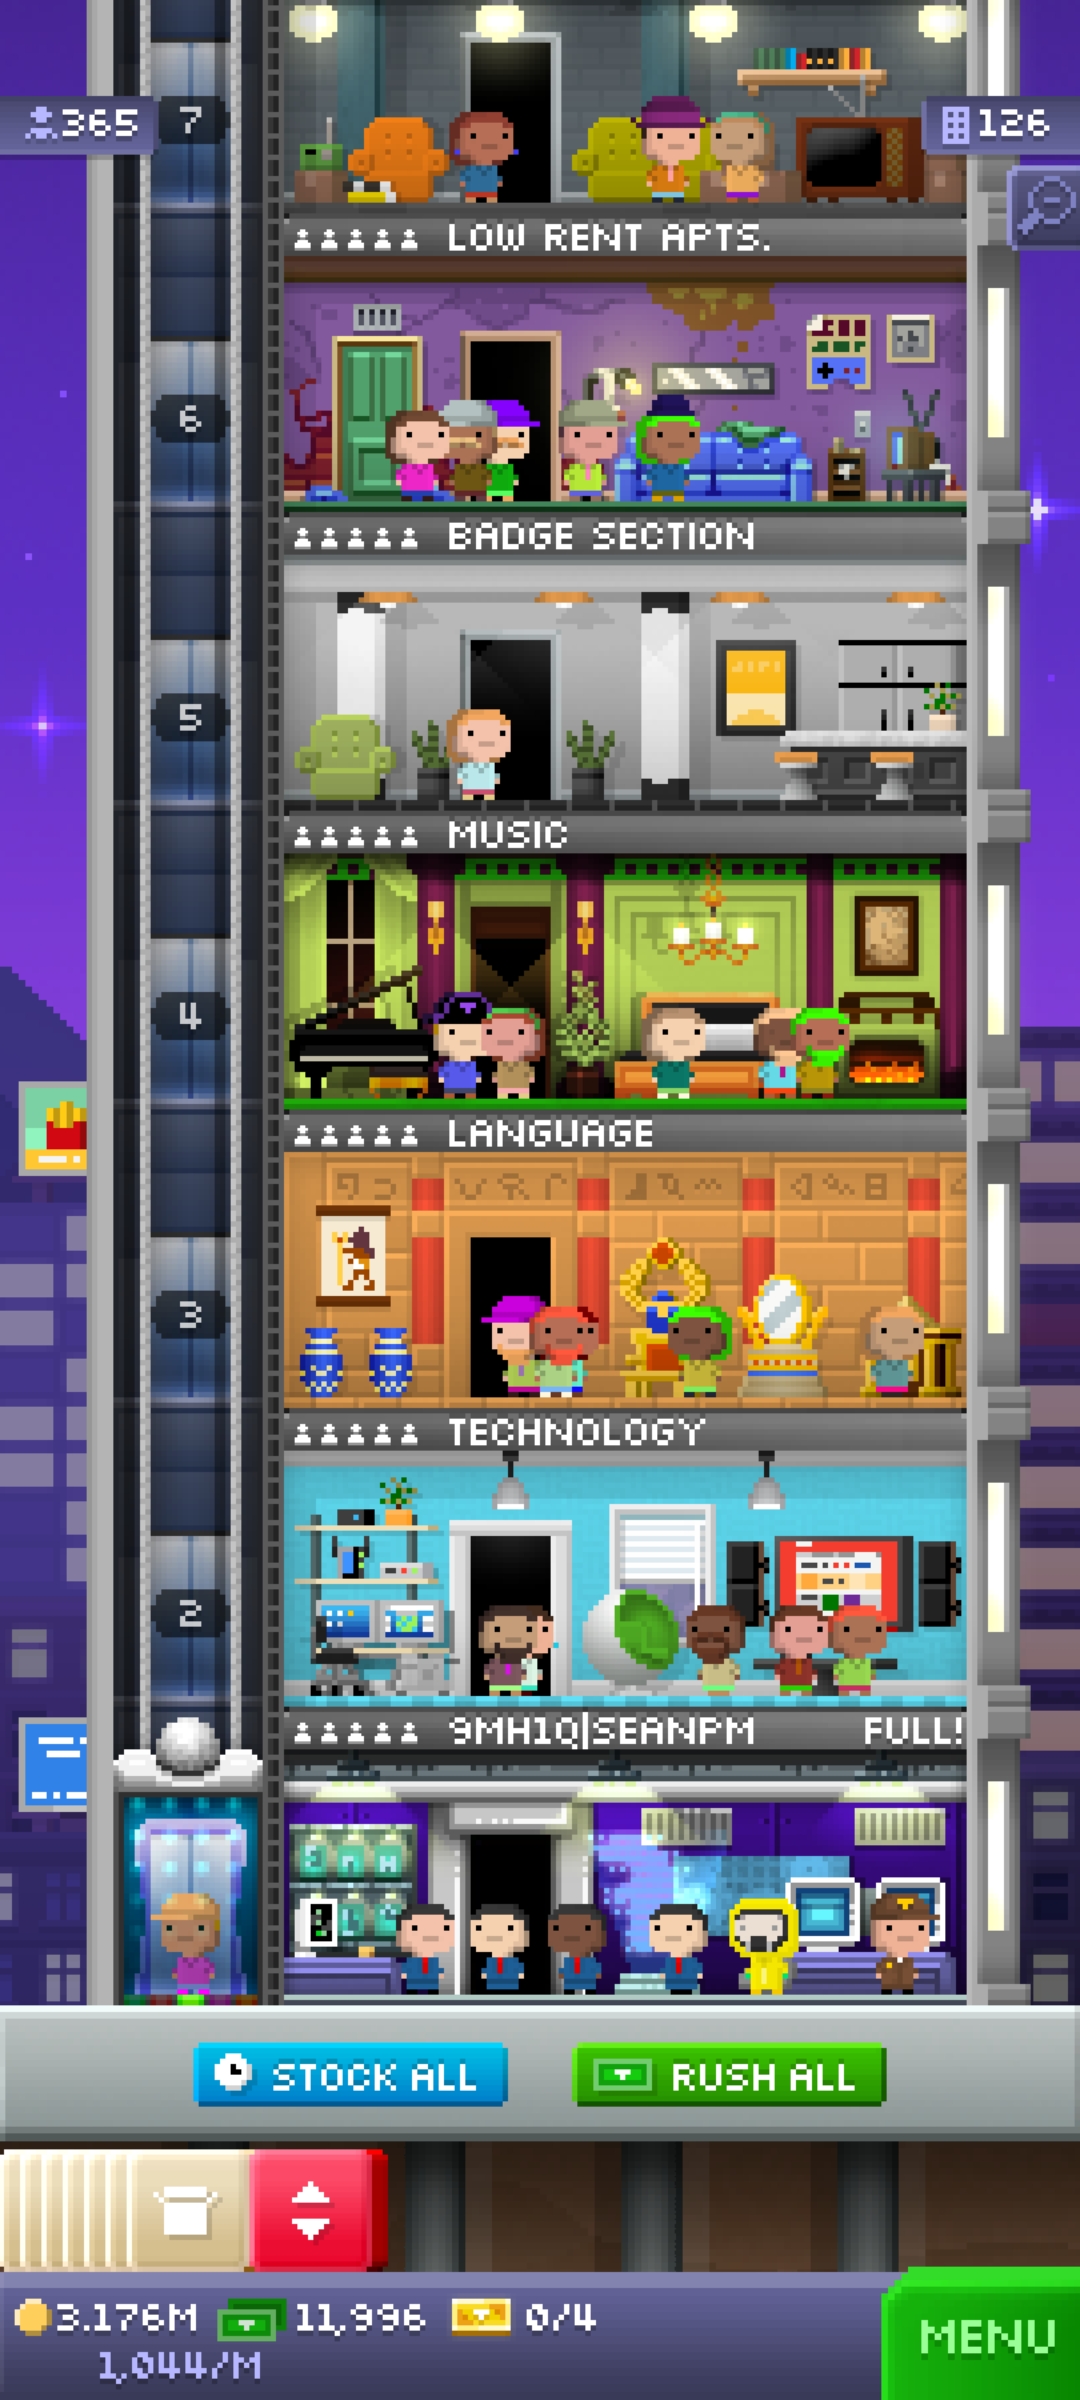 7
365
126
LOW RENT APTS.
6
BADGE SECTION
5
MUSIC
4
LANGUAGE
3
TECHNOLOGY
2
9MH1Q|SEANPM FULL!
STOCK ALL
RUSH ALL
3.176M 11,996 0/4
1,044/M
MENU